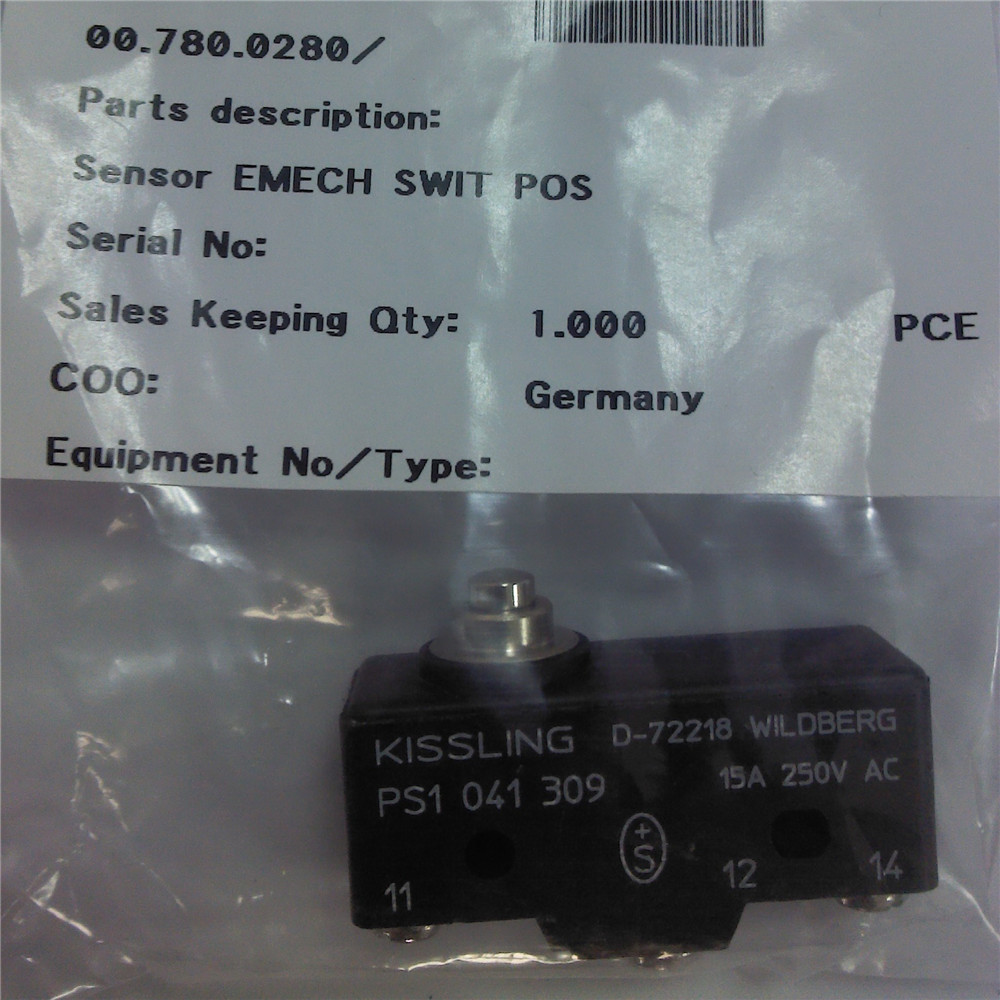 00.780.0280/
Parts description:
Sensor EMECH SWIT POS
Serial No:
Sales Keeping Qty: 1.000 PCE
COO: Germany
Equipment No/Type:
KISSLING D-72218 WILDBERG
PS1 041 309 15A 250V AC
+
S
11 12 14